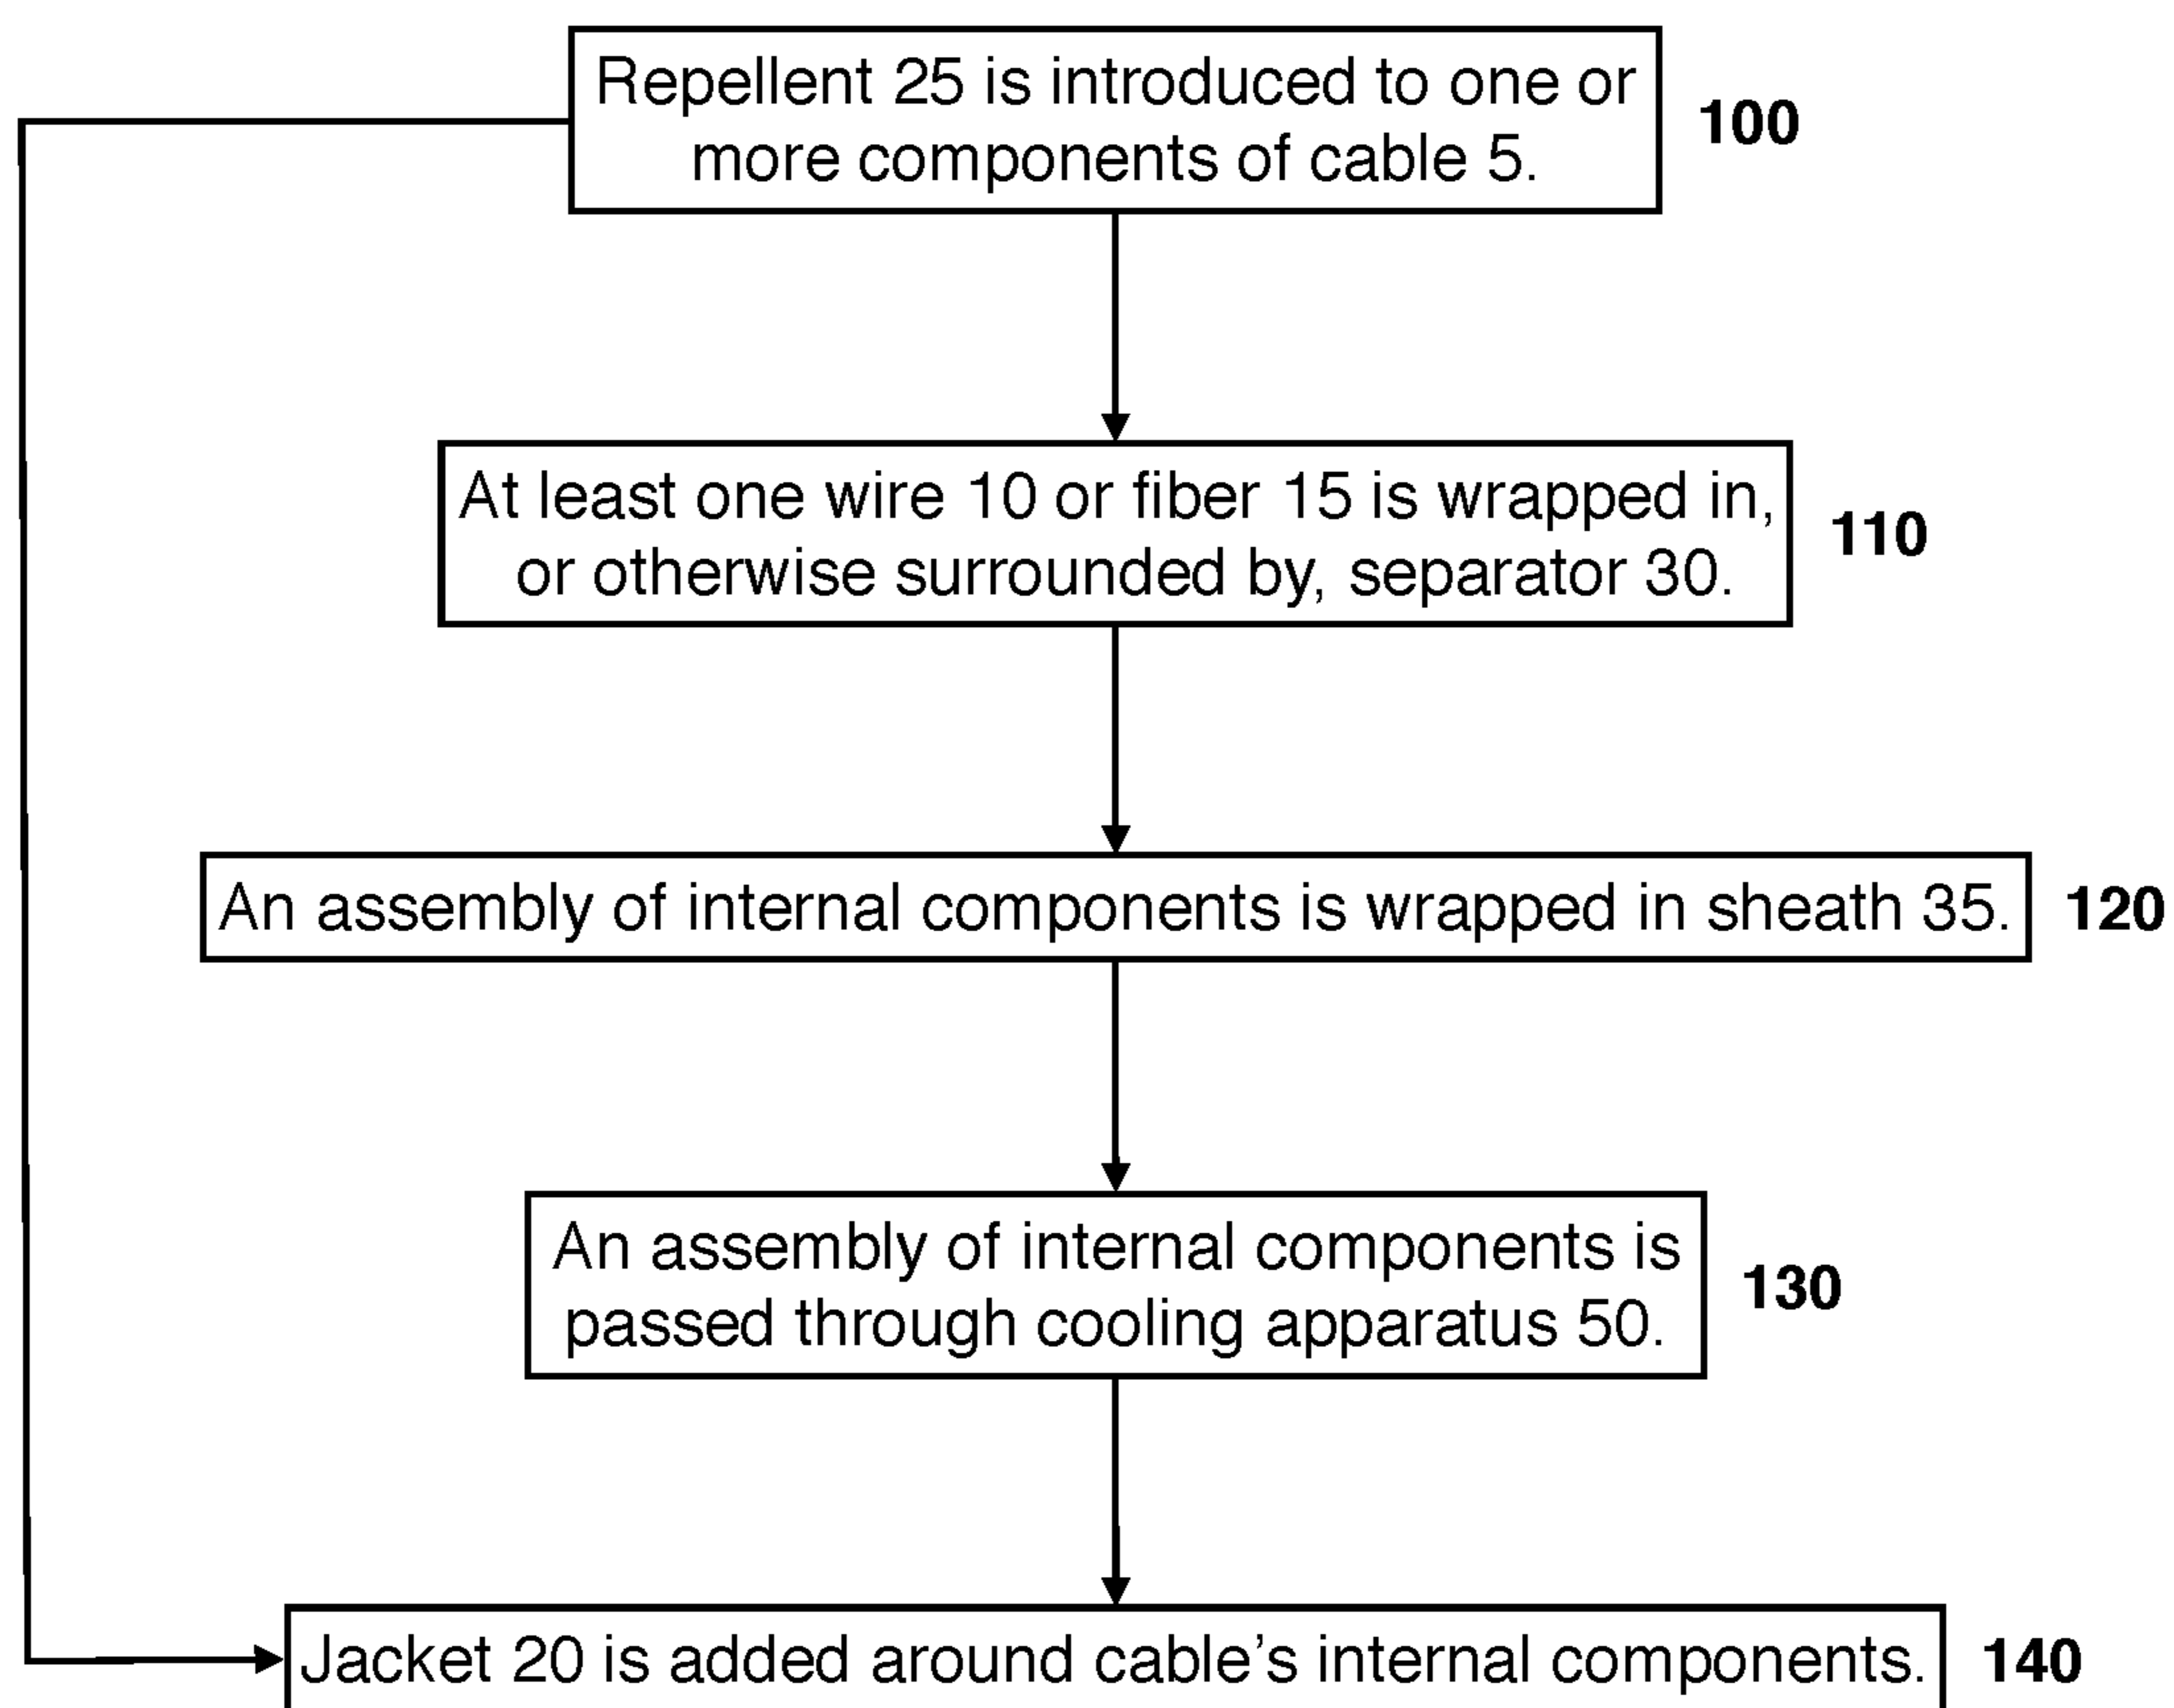 Repellent 25 is introduced to one or
more components of cable 5.
100
At least one wire 10 or fiber 15 is wrapped in,
or otherwise surrounded by, separator 30.
110
An assembly of internal components is wrapped in sheath 35.
120
An assembly of internal components is
passed through cooling apparatus 50.
130
Jacket 20 is added around cable's internal components.
140